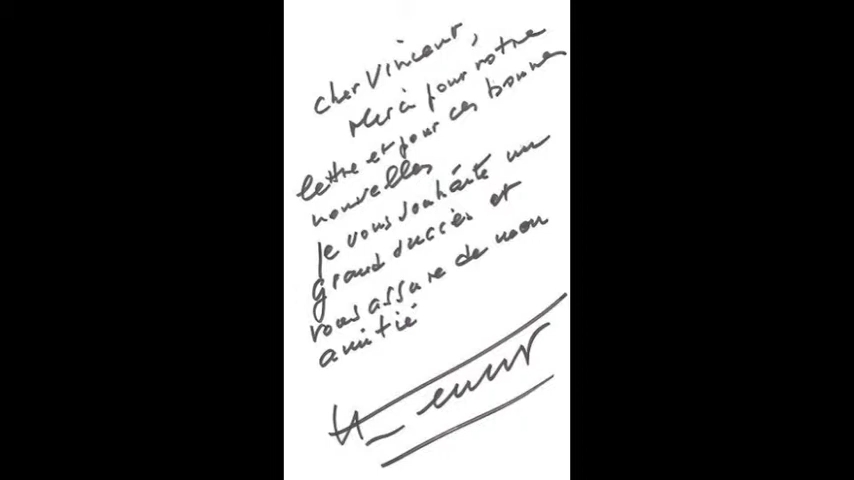 Cher Vincent,
Merci pour votre
lettre et pour ces bonnes
nouvelles
Je vous souhaite un
grand succès et
vous assure de mon
amitié